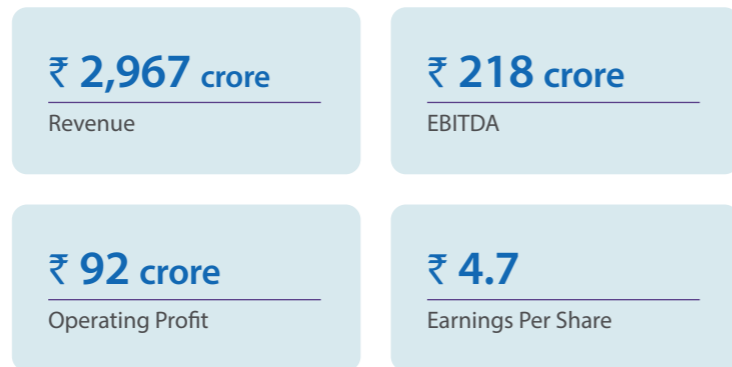 ₹ 2,967 crore
Revenue
₹ 218 crore
EBITDA
₹ 92 crore
Operating Profit
₹ 4.7
Earnings Per Share